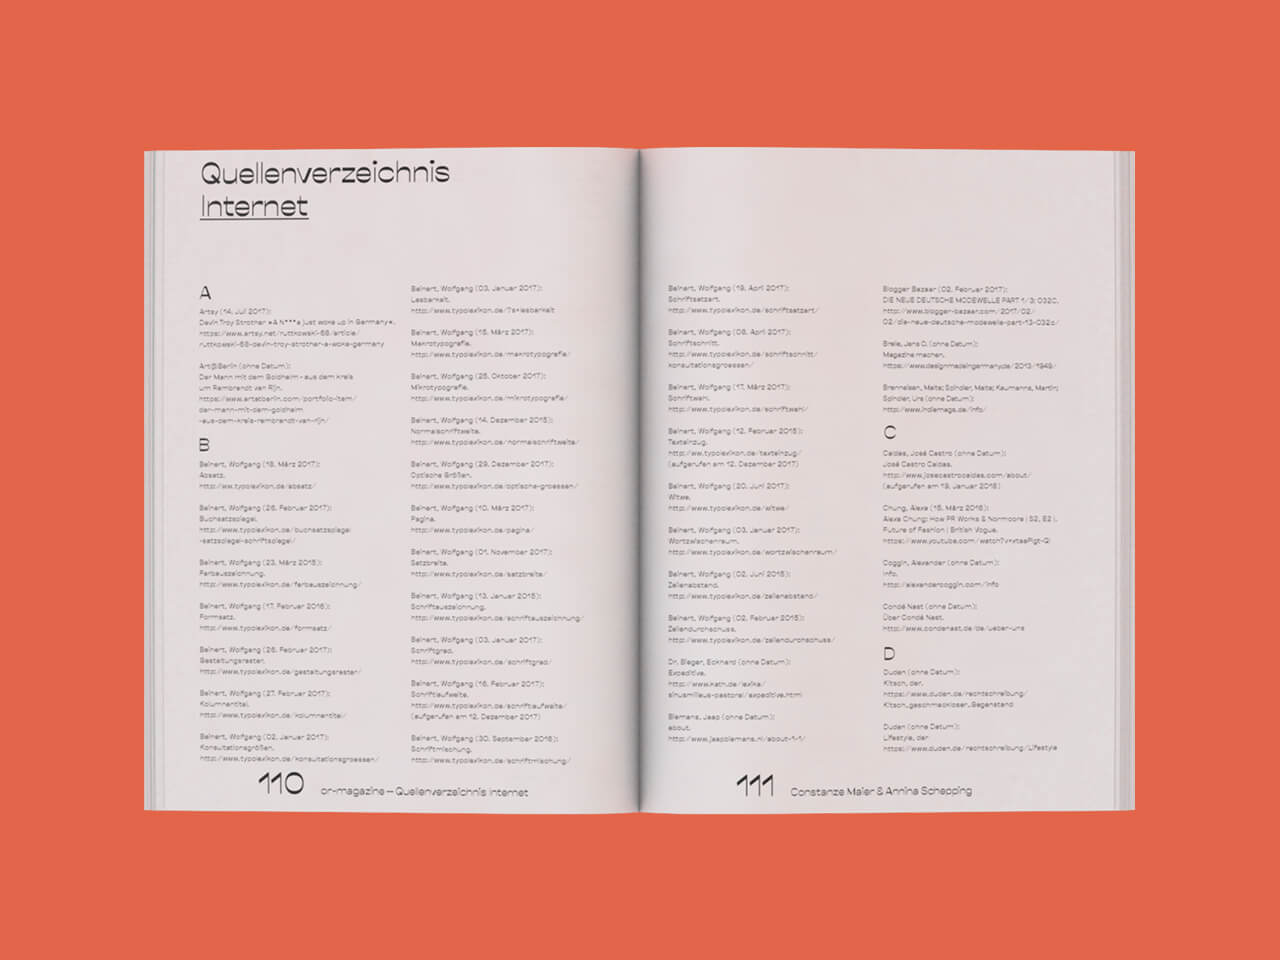 Quellenverzeichnis
Internet
A
Artsy (14. Juli 2017):
Devin Troy Strother »A N***a just woke up in Germany«.
https://www.artsy.net/ruttkowski-68/article/
ruttkowski-68-devin-troy-strother-a-woke-germany
Art@Berlin (ohne Datum):
Der Mann mit dem Goldhelm – aus dem Kreis
um Rembrandt van Rijn.
https://www.artatberlin.com/portfolio-item/
der-mann-mit-dem-goldhelm
-aus-dem-kreis-rembrandt-van-rijn/
B
Beinert, Wolfgang (18. März 2017):
Absatz.
http://ww.typolexikon.de/absatz/
Beinert, Wolfgang (26. Februar 2017):
Buchsatzspiegel.
http://www.typolexikon.de/buchsatzspiegel
-satzspiegel-schriftspiegel/
Beinert, Wolfgang (23. März 2015):
Farbauszeichnung.
http://www.typolexikon.de/farbauszeichnung/
Beinert, Wolfgang (17. Februar 2016):
Formsatz.
http://www.typolexikon.de/formsatz/
Beinert, Wolfgang (26. Februar 2017):
Gestaltungsraster.
http://www.typolexikon.de/gestaltungsraster/
Beinert, Wolfgang (27. Februar 2017):
Kolumnentitel.
http://www.typolexikon.de/kolumnentitel/
Beinert, Wolfgang (02. Januar 2017):
Konsultationsgrößen.
http://www.typolexikon.de/konsultationsgroessen/
Beinert, Wolfgang (03. Januar 2017):
Lesbarkeit.
http://www.typolexikon.de/?s=lesbarkeit
Beinert, Wolfgang (15. März 2017):
Makrotypografie.
http://www.typolexikon.de/makrotypografie/
Beinert, Wolfgang (25. Oktober 2017):
Mikrotypografie.
http://www.typolexikon.de/mikrotypografie/
Beinert, Wolfgang (14. Dezember 2015):
Normalschriftweite.
http://www.typolexikon.de/normalschriftweite/
Beinert, Wolfgang (29. Dezember 2017):
Optische Größen.
http://www.typolexikon.de/optische-groessen/
Beinert, Wolfgang (10. März 2017):
Pagina.
http://www.typolexikon.de/pagina/
Beinert, Wolfgang (01. November 2017):
Satzbreite.
http://www.typolexikon.de/satzbreite/
Beinert, Wolfgang (13. Januar 2015):
Schriftauszeichnung.
http://www.typolexikon.de/schriftauszeichnung/
Beinert, Wolfgang (03. Januar 2017):
Schriftgrad.
http://www.typolexikon.de/schriftgrad/
Beinert, Wolfgang (16. Februar 2017):
Schriftlaufweite.
http://www.typolexikon.de/schriftlaufweite/
(aufgerufen am 12. Dezember 2017)
Beinert, Wolfgang (30. September 2016):
Schriftmischung.
http://www.typolexikon.de/schriftmischung/
110 cr-magazine – Quellenverzeichnis Internet
Beinert, Wolfgang (19. April 2017):
Schriftsatzart.
http://www.typolexikon.de/schriftsatzart/
Beinert, Wolfgang (08. April 2017):
Schriftschnitt.
http://www.typolexikon.de/schriftschnitt/
konsultationsgroessen/
Beinert, Wolfgang (17. März 2017):
Schriftwahl.
http://www.typolexikon.de/schriftwahl/
Beinert, Wolfgang (12. Februar 2015):
Texteinzug.
http://ww.typolexikon.de/texteinzug/
(aufgerufen am 12. Dezember 2017)
Beinert, Wolfgang (20. Juni 2017):
Witwe.
http://www.typolexikon.de/witwe/
Beinert, Wolfgang (03. Januar 2017):
Wortzwischenraum.
http://www.typolexikon.de/wortzwischenraum/
Beinert, Wolfgang (02. Juni 2015):
Zeilenabstand.
http://www.typolexikon.de/zeilenabstand/
Beinert, Wolfgang (02. Februar 2015):
Zeilendurchschuss.
http://www.typolexikon.de/zeilendurchschuss/
Dr. Bieger, Eckhard (ohne Datum):
Expeditive.
http://www.kath.de/lexika/
sinusmilieus-pastoral/expeditive.html
Biemans, Jaap (ohne Datum):
about.
http://www.jaapbiemans.nl/about-1-1/
Blogger Bazaar (02. Februar 2017):
DIE NEUE DEUTSCHE MODEWELLE PART 1/3: 032C.
http://www.blogger-bazaar.com/2017/02/
02/die-neue-deutsche-modewelle-part-13-032c/
Magazine machen.
https://www.designmadeingermany.de/2013/1949/
Brenneisen, Malte; Spindler, Malte; Kaumanns, Martin;
Spindler, Urs (ohne Datum):
http://www.indiemags.de/info/
C
Caldas, José Castro (ohne Datum):
José Castro Caldas.
http://www.josecastrocaldas.com/about/
(aufgerufen am 19. Januar 2018)
Chung, Alexa (15. März 2016):
Alexa Chung: How PR Works & Normcore | S2, E2 |.
Future of Fashion | British Vogue.
Coggin, Alexander (ohne Datum):
Info.
http://alexandercoggin.com/info
Condé Nast (ohne Datum):
Über Condé Nast.
http://www.condenast.de/de/ueber-uns
D
Duden (ohne Datum):
Kitsch, der.
https://www.duden.de/rechtschreibung/
Kitsch_geschmackloser_Gegenstand
Duden (ohne Datum):
Lifestyle, der
https://www.duden.de/rechtschreibung/Lifestyle
111 Constanze Maier & Annina Schepping